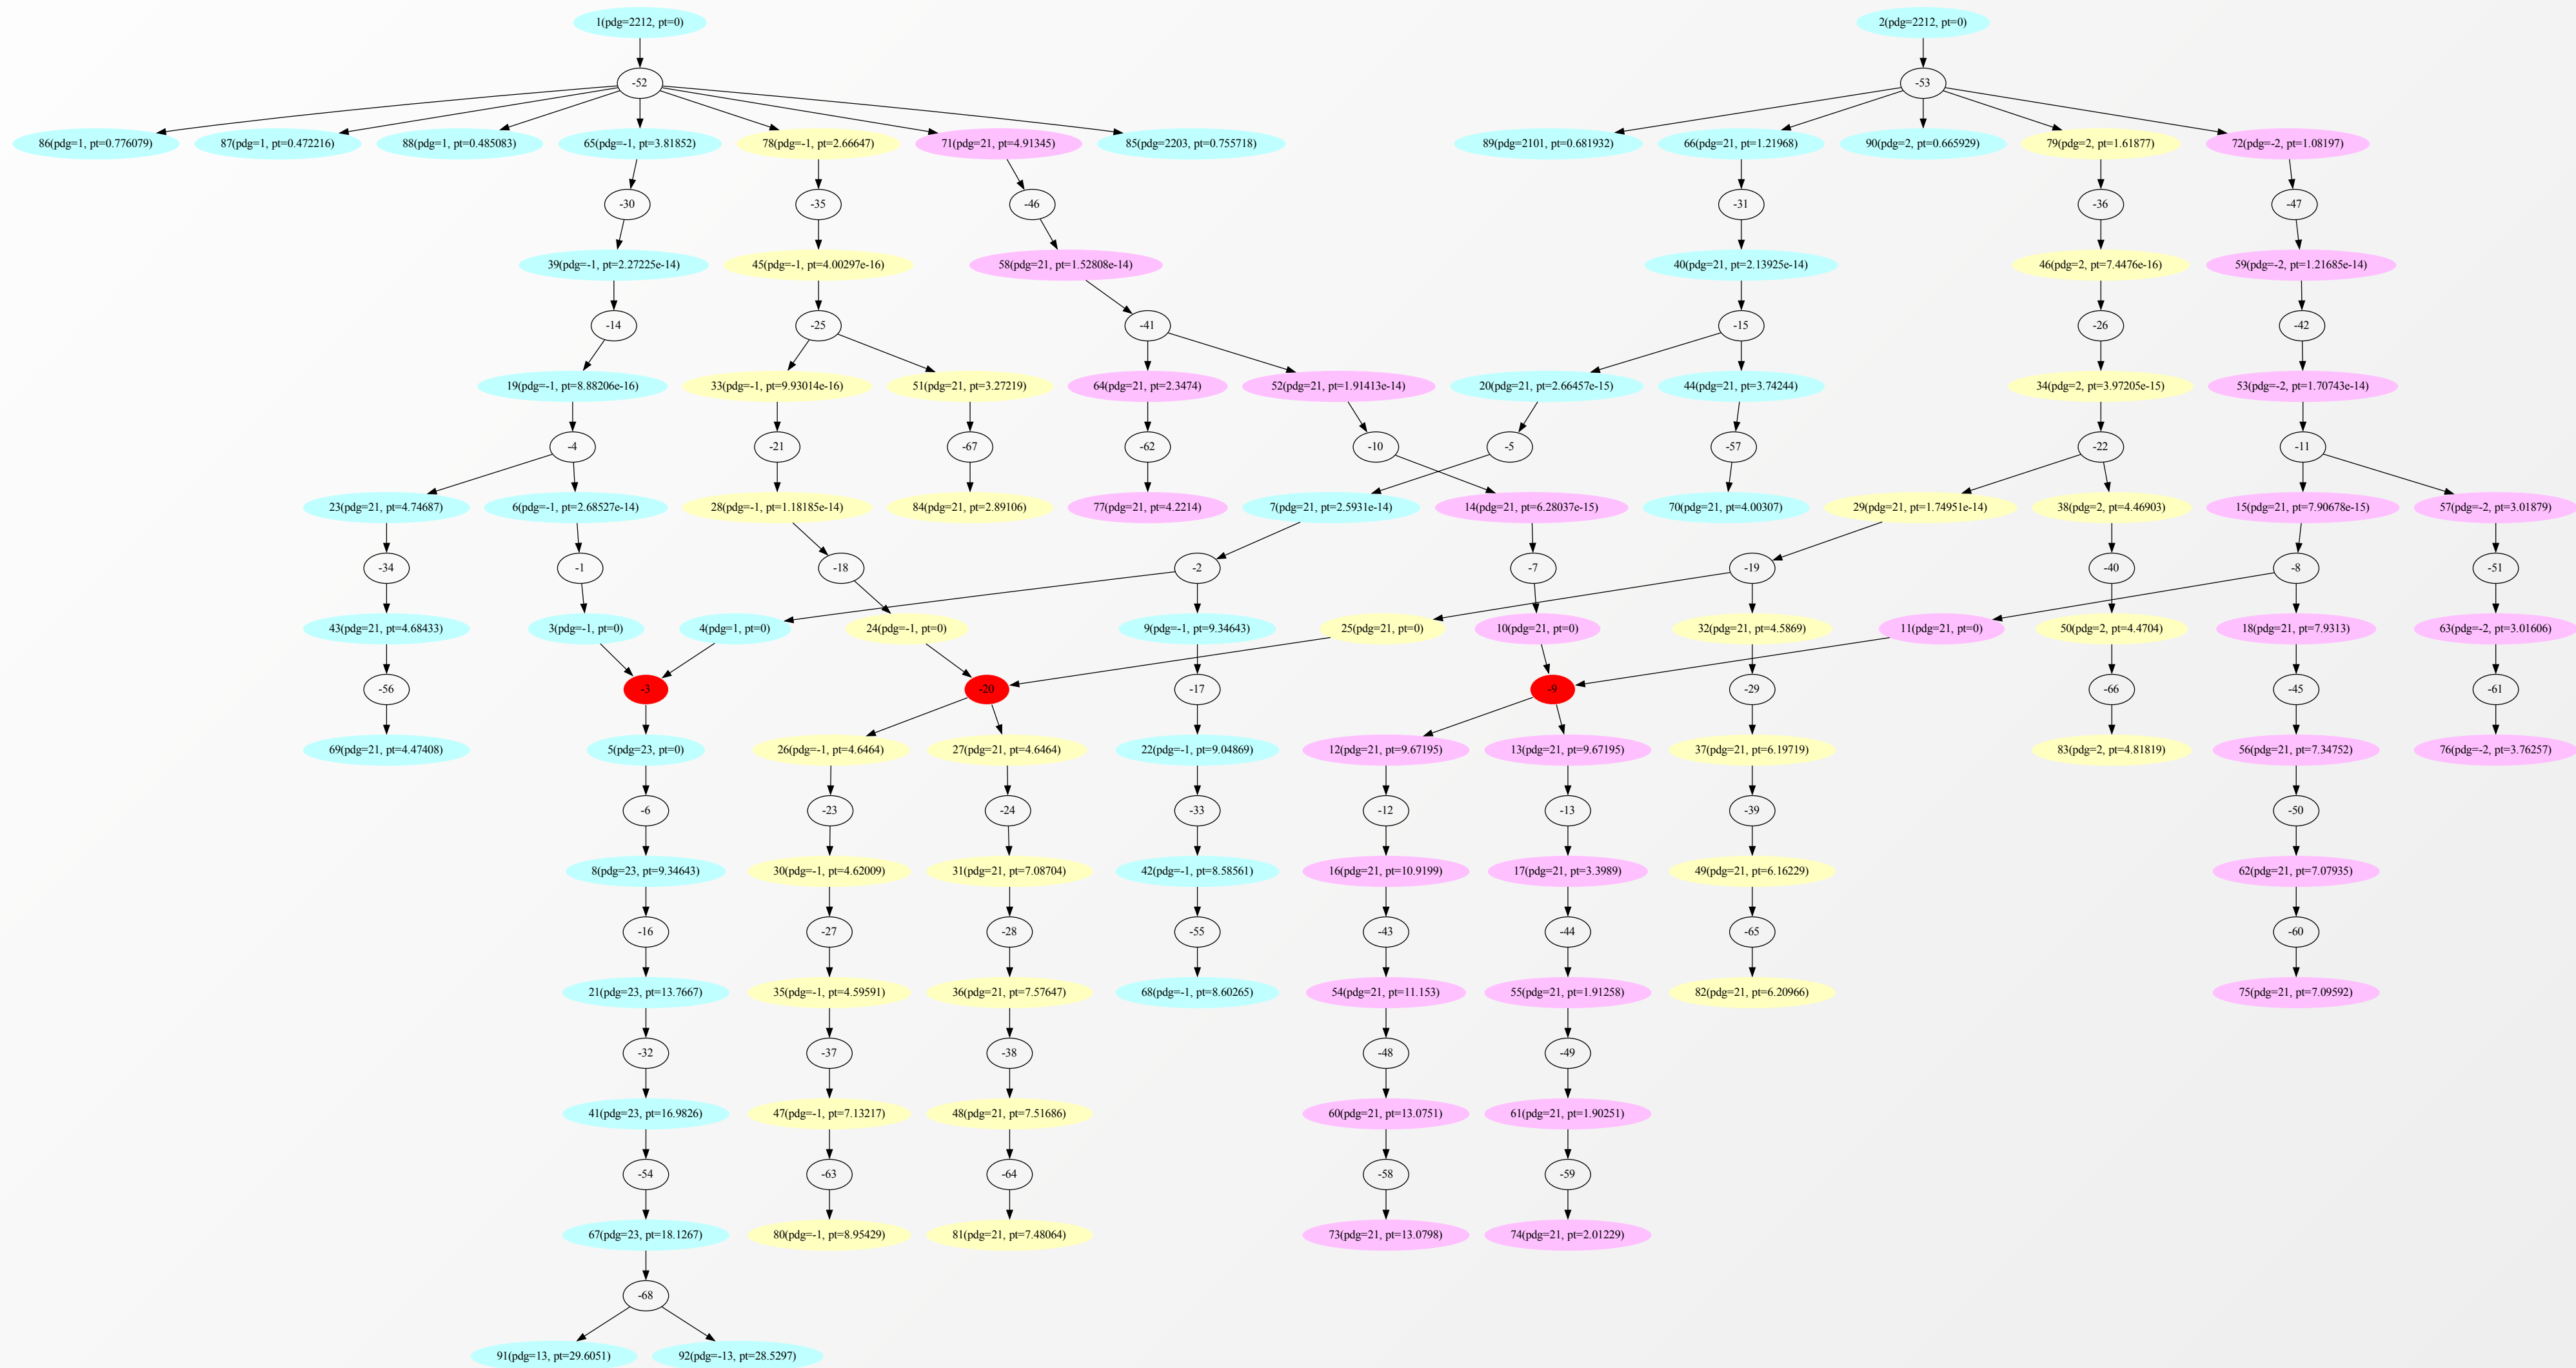 1(pdg=2212, pt=0) 2(pdg=2212, pt=0)
-52 -53
86(pdg=1, pt=0.776079) 87(pdg=1, pt=0.472216) 88(pdg=1, pt=0.485083) 65(pdg=-1, pt=3.81852) 78(pdg=-1, pt=2.66647) 71(pdg=21, pt=4.91345) 85(pdg=2203, pt=0.755718) 89(pdg=2101, pt=0.681932) 66(pdg=21, pt=1.21968) 90(pdg=2, pt=0.665929) 79(pdg=2, pt=1.61877) 72(pdg=-2, pt=1.08197)
-30 -35 -46 -31 -36 -47
39(pdg=-1, pt=2.27225e-14) 45(pdg=-1, pt=4.00297e-16) 58(pdg=21, pt=1.52808e-14) 40(pdg=21, pt=2.13925e-14) 46(pdg=2, pt=7.4476e-16) 59(pdg=-2, pt=1.21685e-14)
-14 -25 -41 -15 -26 -42
19(pdg=-1, pt=8.88206e-16) 33(pdg=-1, pt=9.93014e-16) 51(pdg=21, pt=3.27219) 64(pdg=21, pt=2.3474) 52(pdg=21, pt=1.91413e-14) 20(pdg=21, pt=2.66457e-15) 44(pdg=21, pt=3.74244) 34(pdg=2, pt=3.97205e-15) 53(pdg=-2, pt=1.70743e-14)
-4 -21 -67 -62 -10 -5 -57 -22 -11
23(pdg=21, pt=4.74687) 6(pdg=-1, pt=2.68527e-14) 28(pdg=-1, pt=1.18185e-14) 84(pdg=21, pt=2.89106) 77(pdg=21, pt=4.2214) 7(pdg=21, pt=2.5931e-14) 14(pdg=21, pt=6.28037e-15) 70(pdg=21, pt=4.00307) 29(pdg=21, pt=1.74951e-14) 38(pdg=2, pt=4.46903) 15(pdg=21, pt=7.90678e-15) 57(pdg=-2, pt=3.01879)
-34 -1 -18 -2 -7 -19 -40 -8 -51
43(pdg=21, pt=4.68433) 3(pdg=-1, pt=0) 4(pdg=1, pt=0) 24(pdg=-1, pt=0) 9(pdg=-1, pt=9.34643) 25(pdg=21, pt=0) 10(pdg=21, pt=0) 32(pdg=21, pt=4.5869) 11(pdg=21, pt=0) 50(pdg=2, pt=4.4704) 18(pdg=21, pt=7.9313) 63(pdg=-2, pt=3.01606)
-56 -3 -20 -17 -9 -29 -66 -45 -61
69(pdg=21, pt=4.47408) 5(pdg=23, pt=0) 26(pdg=-1, pt=4.6464) 27(pdg=21, pt=4.6464) 22(pdg=-1, pt=9.04869) 12(pdg=21, pt=9.67195) 13(pdg=21, pt=9.67195) 37(pdg=21, pt=6.19719) 83(pdg=2, pt=4.81819) 56(pdg=21, pt=7.34752) 76(pdg=-2, pt=3.76257)
-6 -23 -24 -33 -12 -13 -39 -50
8(pdg=23, pt=9.34643) 30(pdg=-1, pt=4.62009) 31(pdg=21, pt=7.08704) 42(pdg=-1, pt=8.58561) 16(pdg=21, pt=10.9199) 17(pdg=21, pt=3.3989) 49(pdg=21, pt=6.16229) 62(pdg=21, pt=7.07935)
-16 -27 -28 -55 -43 -44 -65 -60
21(pdg=23, pt=13.7667) 35(pdg=-1, pt=4.59591) 36(pdg=21, pt=7.57647) 68(pdg=-1, pt=8.60265) 54(pdg=21, pt=11.153) 55(pdg=21, pt=1.91258) 82(pdg=21, pt=6.20966) 75(pdg=21, pt=7.09592)
-32 -37 -38 -48 -49
41(pdg=23, pt=16.9826) 47(pdg=-1, pt=7.13217) 48(pdg=21, pt=7.51686) 60(pdg=21, pt=13.0751) 61(pdg=21, pt=1.90251)
-54 -63 -64 -58 -59
67(pdg=23, pt=18.1267) 80(pdg=-1, pt=8.95429) 81(pdg=21, pt=7.48064) 73(pdg=21, pt=13.0798) 74(pdg=21, pt=2.01229)
-68
91(pdg=13, pt=29.6051) 92(pdg=-13, pt=28.5297)